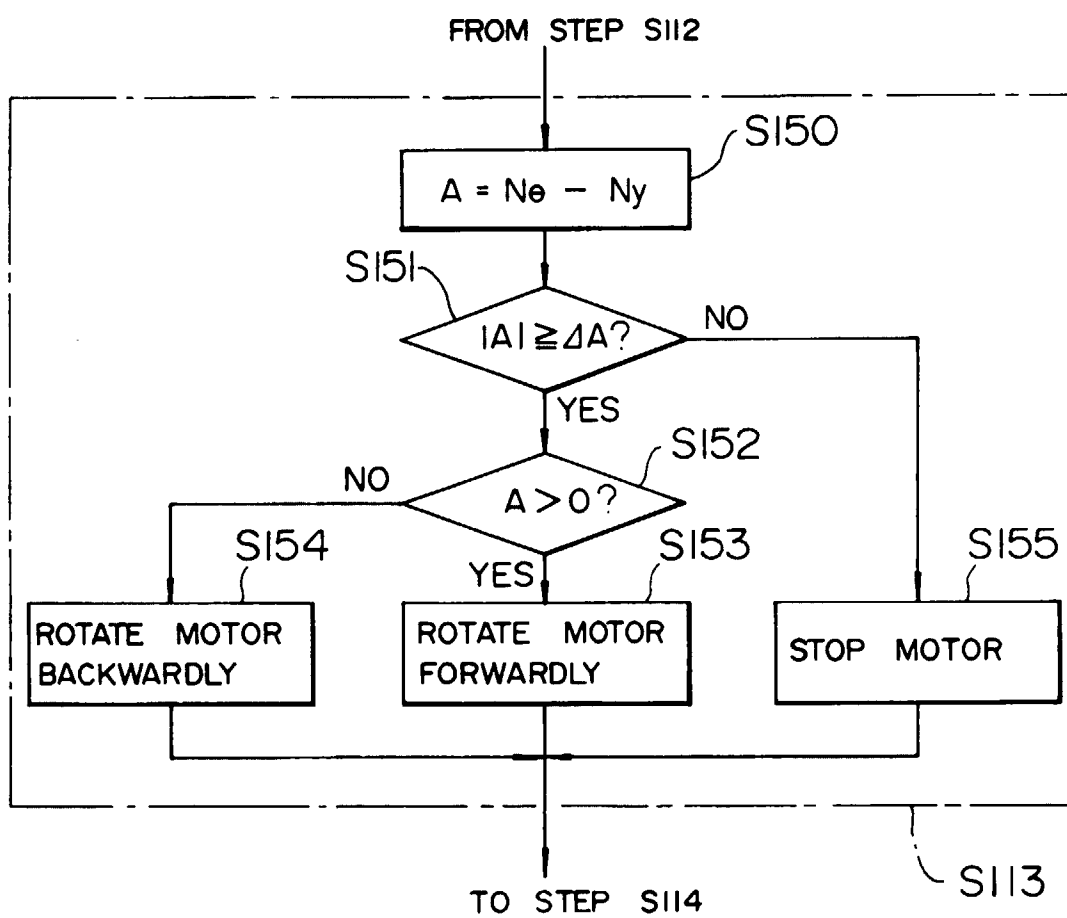 FROM STEP S112
S150
A = Nθ − Ny
S151
|A| ≧ ΔA?
NO
YES
S152
NO
A > 0?
S154
YES
S153
S155
ROTATE MOTOR
BACKWARDLY
ROTATE MOTOR
FORWARDLY
STOP MOTOR
S113
TO STEP S114